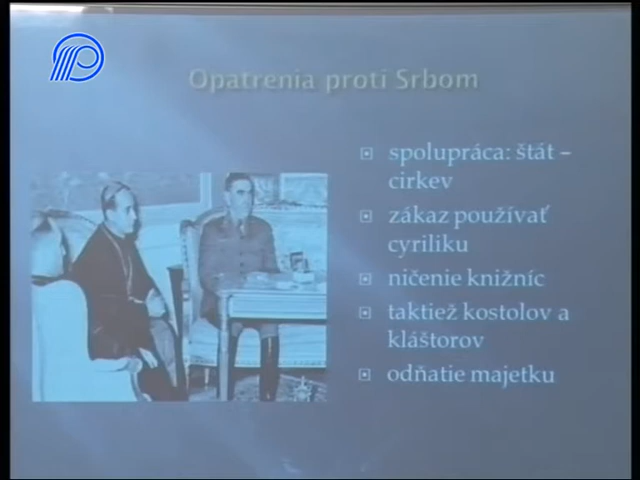 Opatrenia proti Srbom
spolupráca: štát –
cirkev
zákaz používať
cyriliku
ničenie knižníc
taktiež kostolov a
kláštorov
odňatie majetku